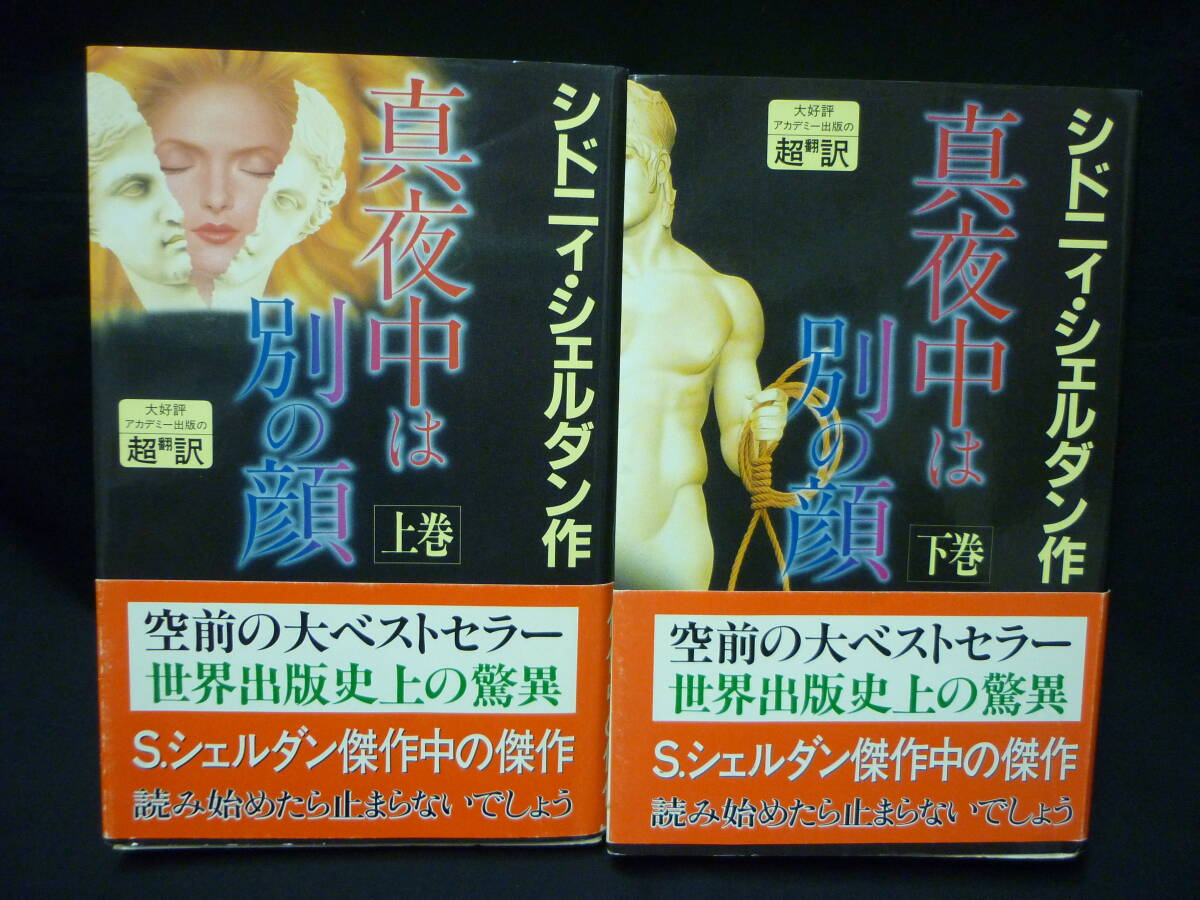 シドニィ・シェルダン作
真夜中は
別の顔
上巻
大好評
アカデミー出版の
超翻訳
空前の大ベストセラー
世界出版史上の驚異
S.シェルダン傑作中の傑作
読み始めたら止まらないでしょう
シドニィ・シェルダン作
真夜中は
別の顔
下巻
大好評
アカデミー出版の
超翻訳
空前の大ベストセラー
世界出版史上の驚異
S.シェルダン傑作中の傑作
読み始めたら止まらないでしょう